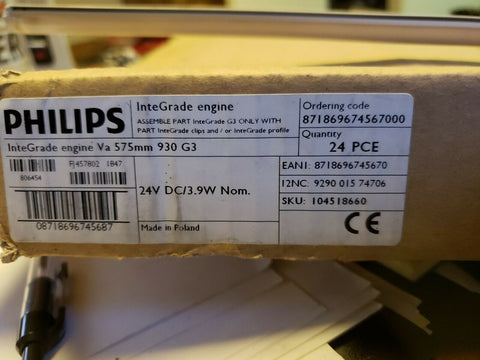 PHILIPS
InteGrade engine
ASSEMBLE PART InteGrade G3 ONLY WITH
PART InteGrade clips and / or InteGrade profile
Ordering code
871869674567000
Quantity
24 PCE
InteGrade engine Va 575mm 930 G3
FJ457802 1847
806454
08718696745687
24V DC/3.9W Nom.
Made in Poland
EAN1: 8718696745670
12NC: 9290 015 74706
SKU: 104518660
CE